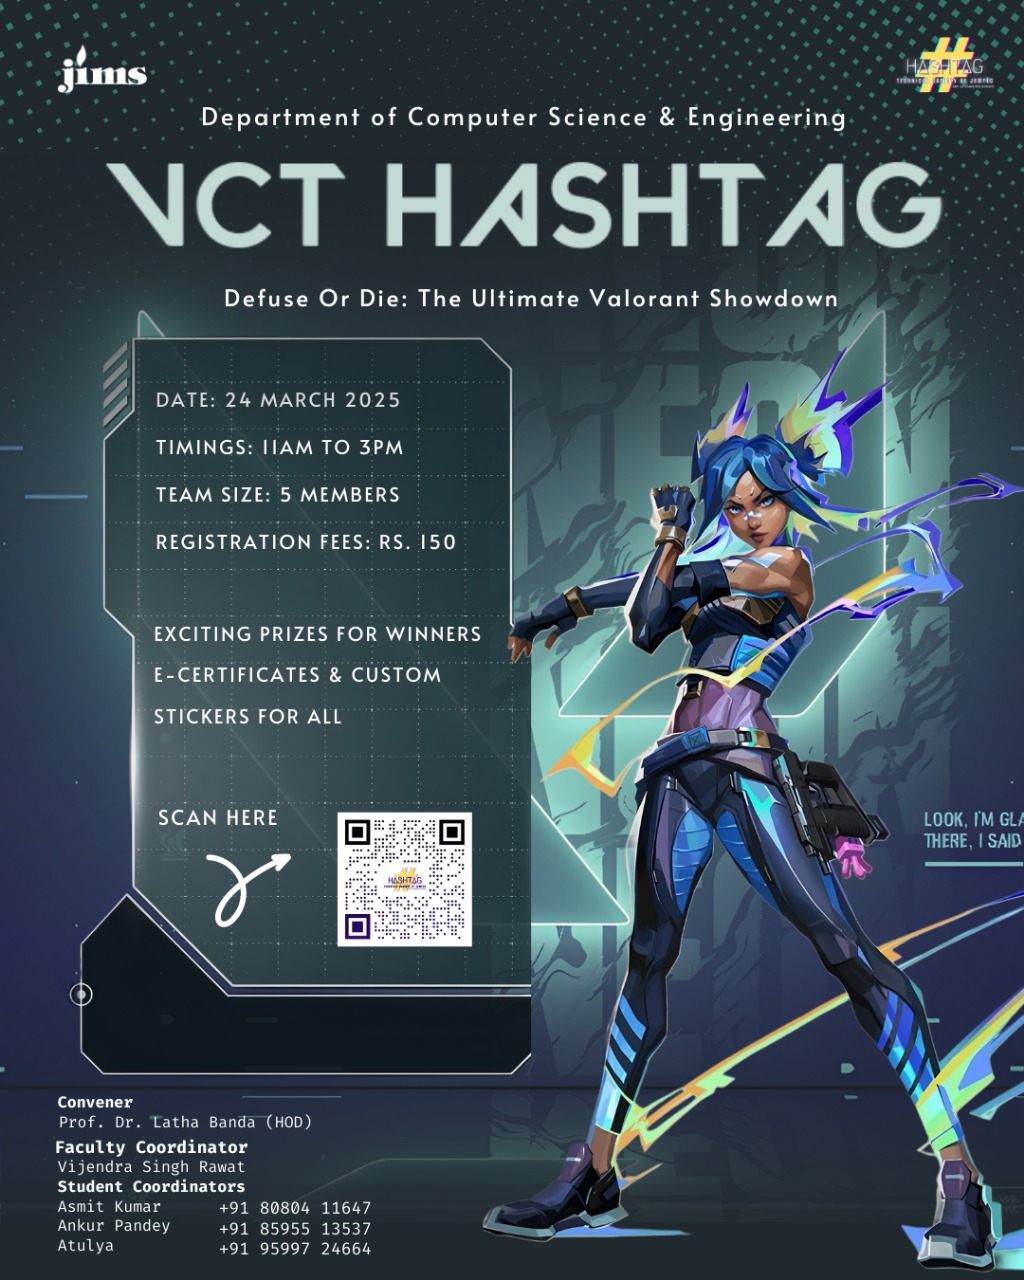 jims
HASHTAG
Department of Computer Science & Engineering
VCT HASHTAG
Defuse Or Die: The Ultimate Valorant Showdown
DATE: 24 MARCH 2025
TIMINGS: 11AM TO 3PM
TEAM SIZE: 5 MEMBERS
REGISTRATION FEES: RS. 150
EXCITING PRIZES FOR WINNERS
E-CERTIFICATES & CUSTOM
STICKERS FOR ALL
SCAN HERE
HASHTAG
LOOK, I'M GLA
THERE, I SAID
Convener
Prof. Dr. Latha Banda (HOD)
Faculty Coordinator
Vijendra Singh Rawat
Student Coordinators
Asmit Kumar +91 80804 11647
Ankur Pandey +91 85955 13537
Atulya +91 95997 24664